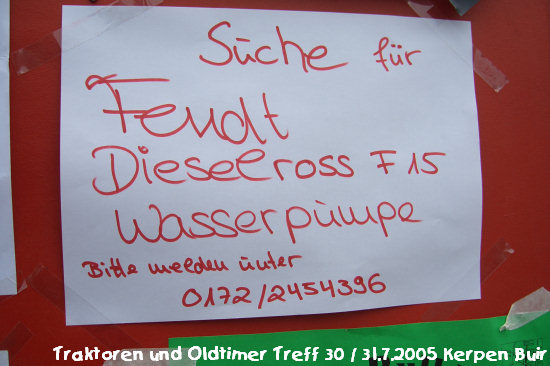 Suche für
Fendt
Dieselross F 15
Wasserpumpe
Bitte melden unter
0172/2454396
Traktoren und Oldtimer Treff 30 / 31.7.2005 Kerpen Buir